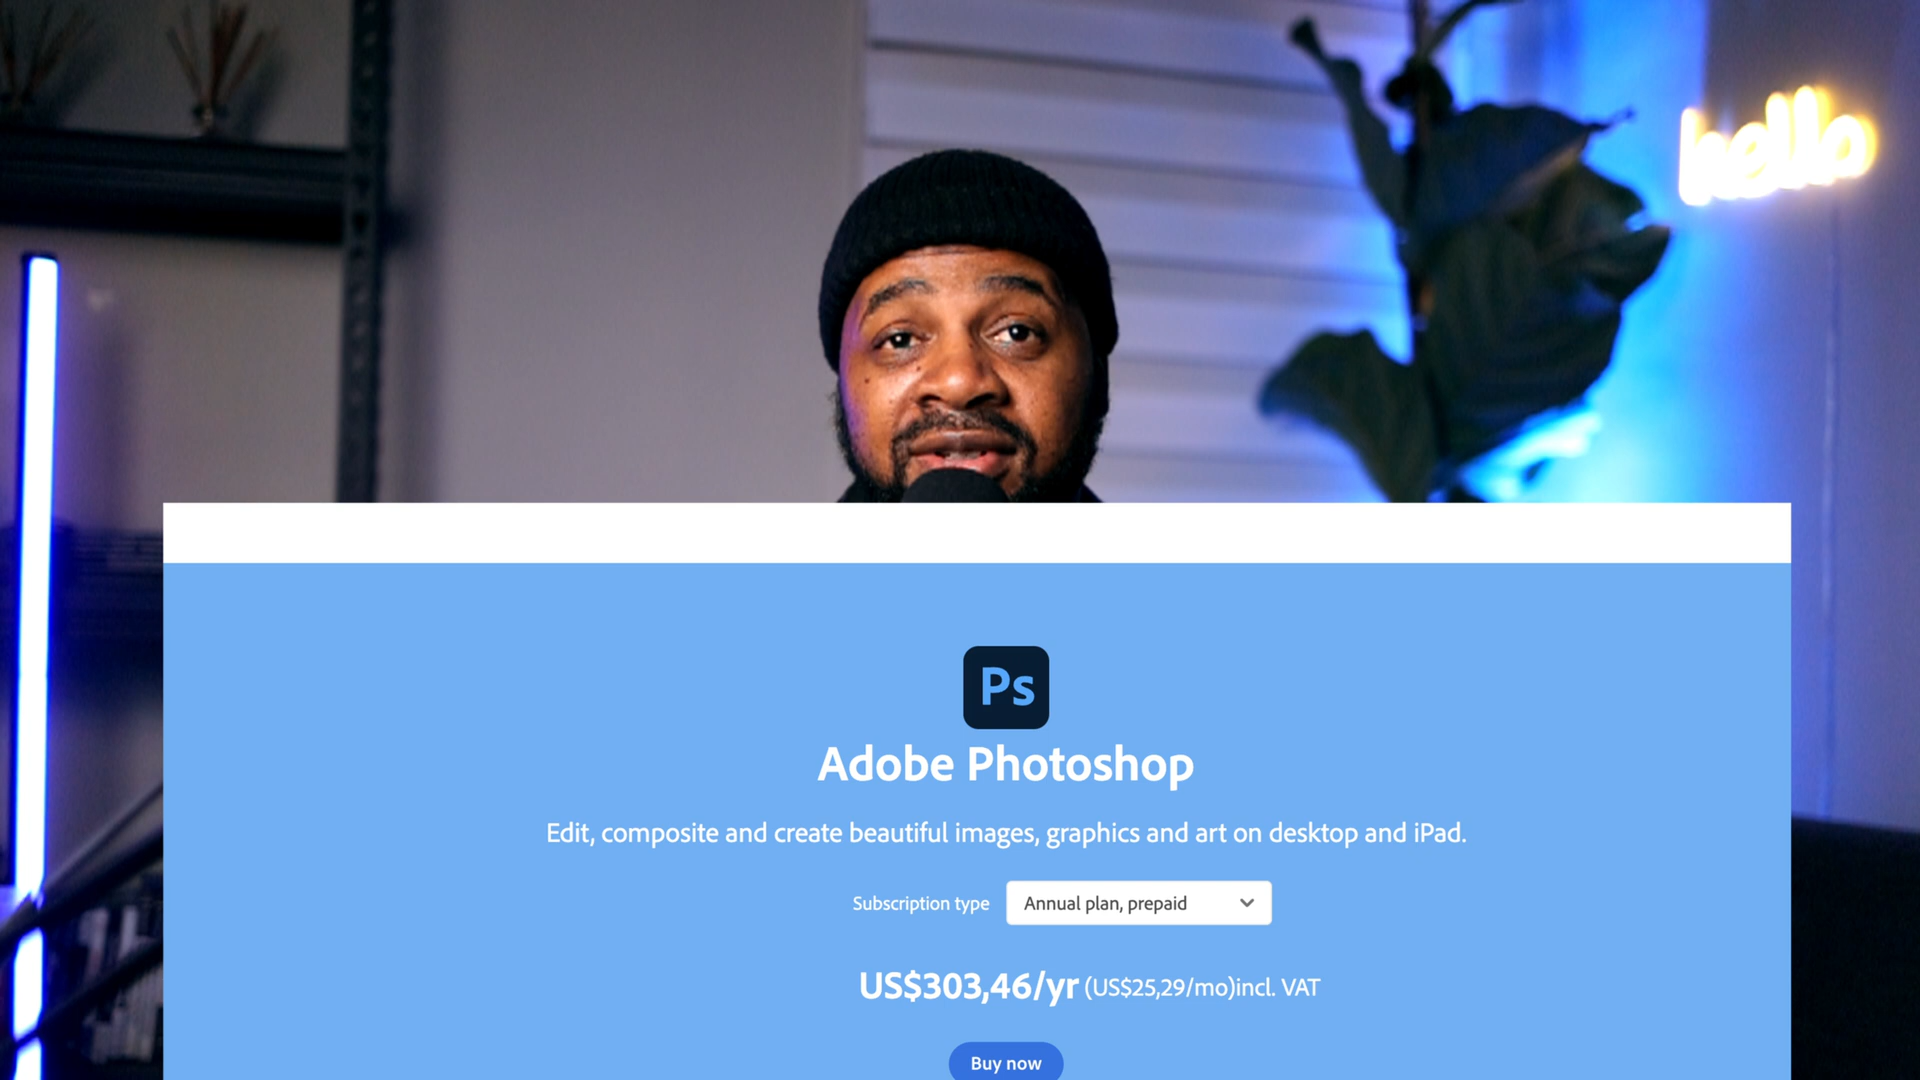 hello
Ps
Adobe Photoshop
Edit, composite and create beautiful images, graphics and art on desktop and iPad.
Subscription type Annual plan, prepaid
US$303,46/yr (US$25,29/mo)incl. VAT
Buy now